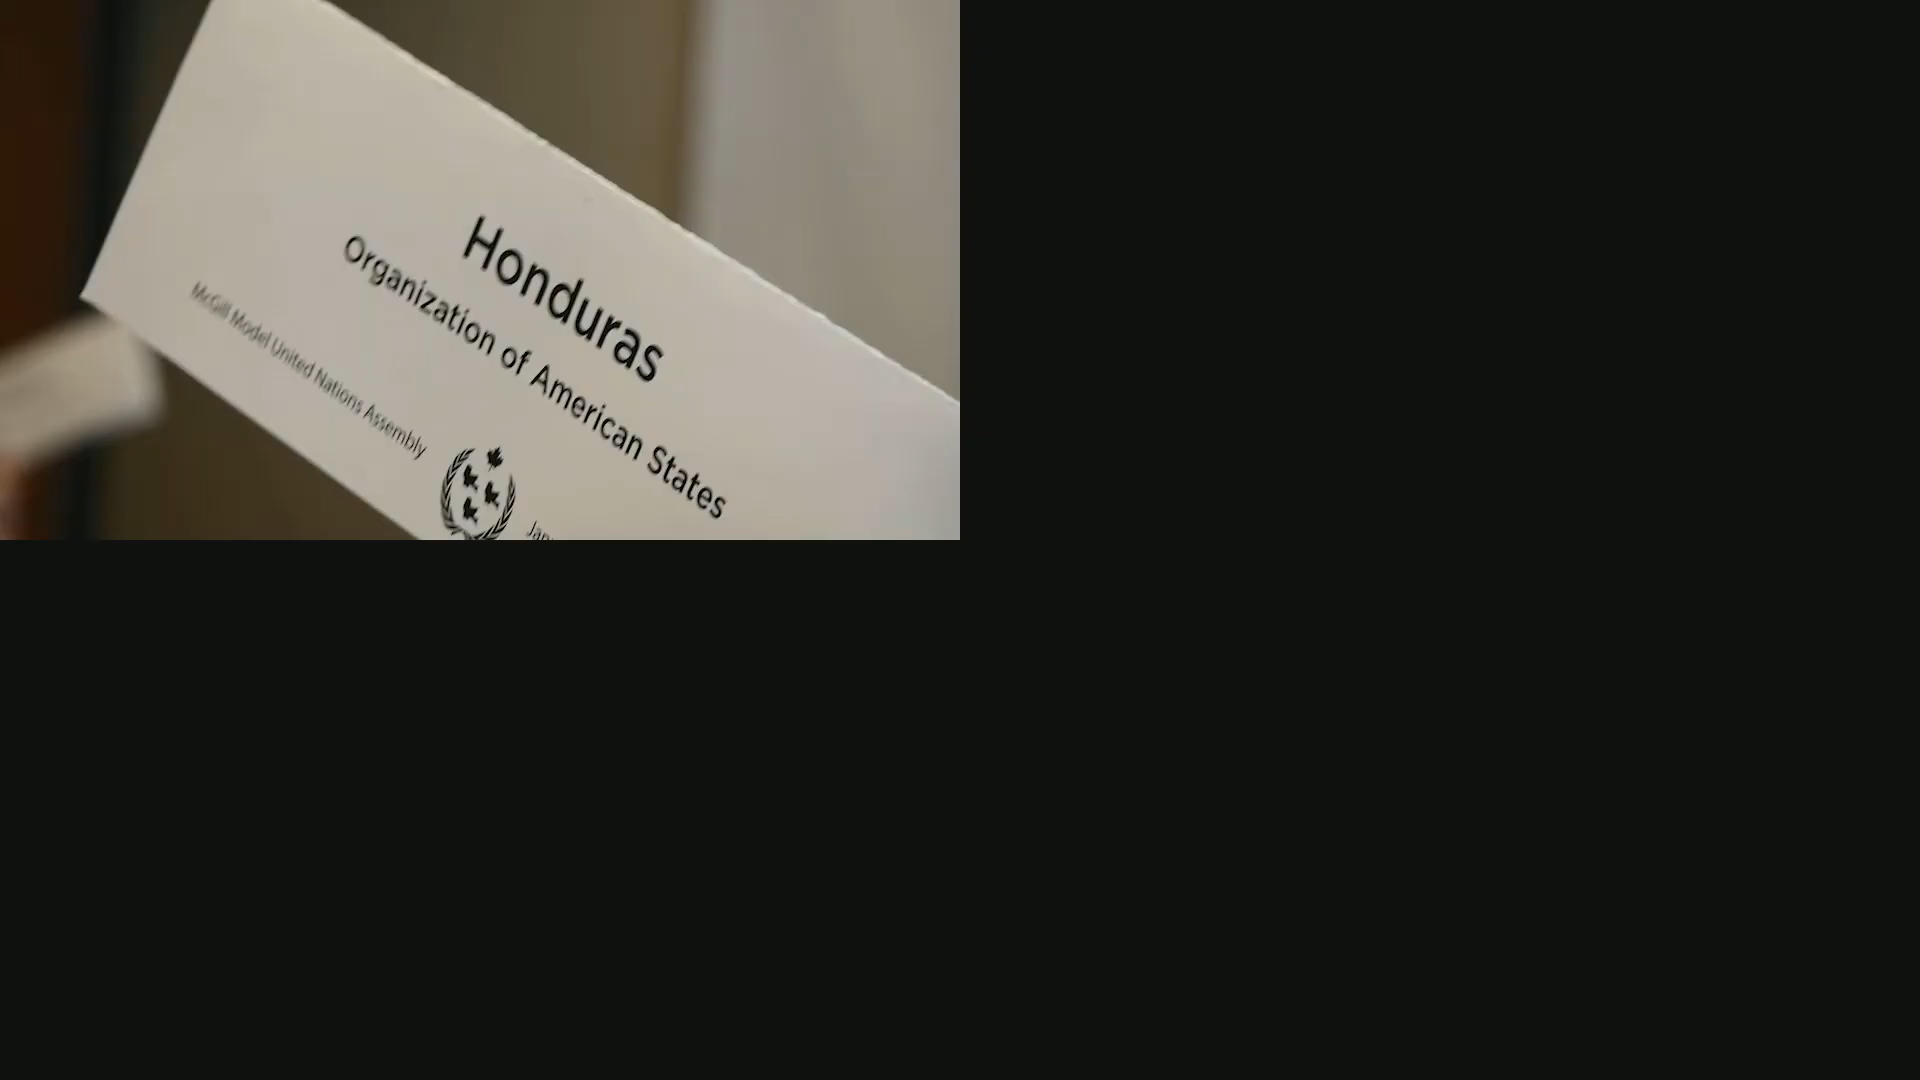 Honduras
Organization of American States
McGill Model United Nations Assembly